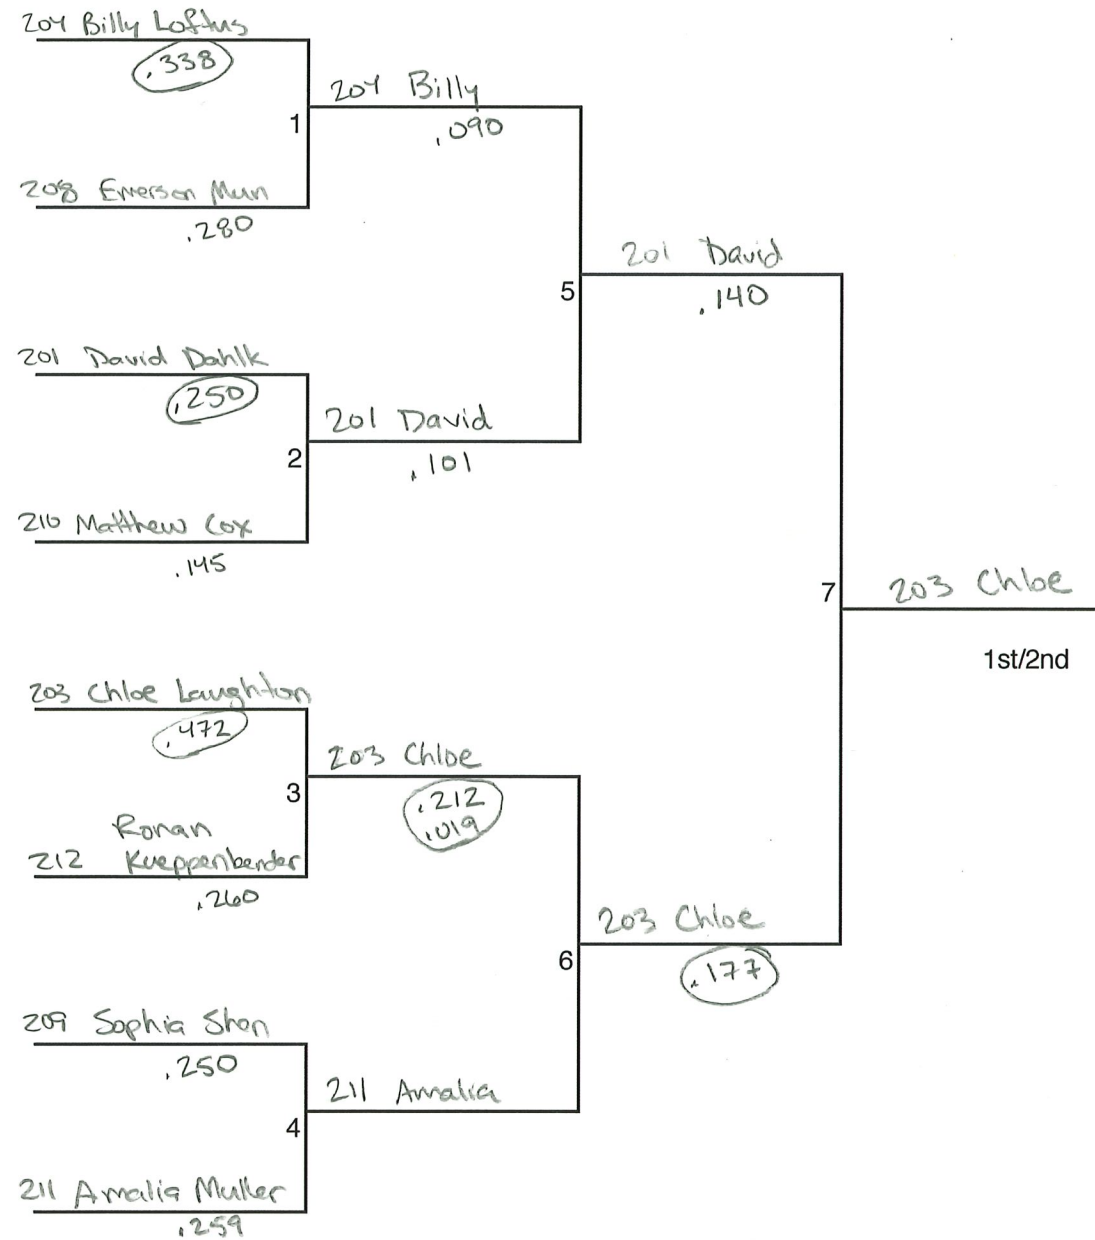 204 Billy Loftus
.338
1
204 Billy
.090
208 Emerson Mun
.280
201 David
.140
5
201 David Dahlk
.250
201 David
.101
2
210 Matthew Cox
.145
7
203 Chloe
1st/2nd
203 Chloe Laughton
.472
203 Chloe
.212
.019
3
Ronan
212 Kueppenbender
.260
203 Chloe
.177
6
209 Sophia Shen
.250
211 Amalia
4
211 Amalia Muller
.259